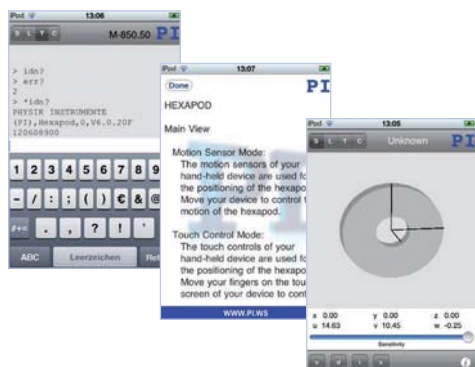 iPod 13:06
S L T C M-850.50 PI
> idn?
> err?
2
> *idn?
PHYSIK INSTRUMENTE
(PI),Hexapod,0,V6.0.20F
120608900
1 2 3 4 5 6 7 8 9
- / : ; ( ) € & @
#+= . , ? ! '
ABC Leerzeichen Ret
iPod 13:07
Done PI
HEXAPOD
Main View
Motion Sensor Mode:
The motion sensors of your
hand-held device are used fo
the positioning of the hexapo
Move your device to control t
motion of the hexapod.
Touch Control Mode:
The touch controls of your
hand-held device are used fo
the positioning of the hexapo
Move your fingers on the tou
screen of your device to cont
WWW.PI.WS
iPod 13:05
S L T C Unknown PI
x 0.00 y 0.00 z 0.00
u 14.63 v 10.45 w -0.25
Sensitivity